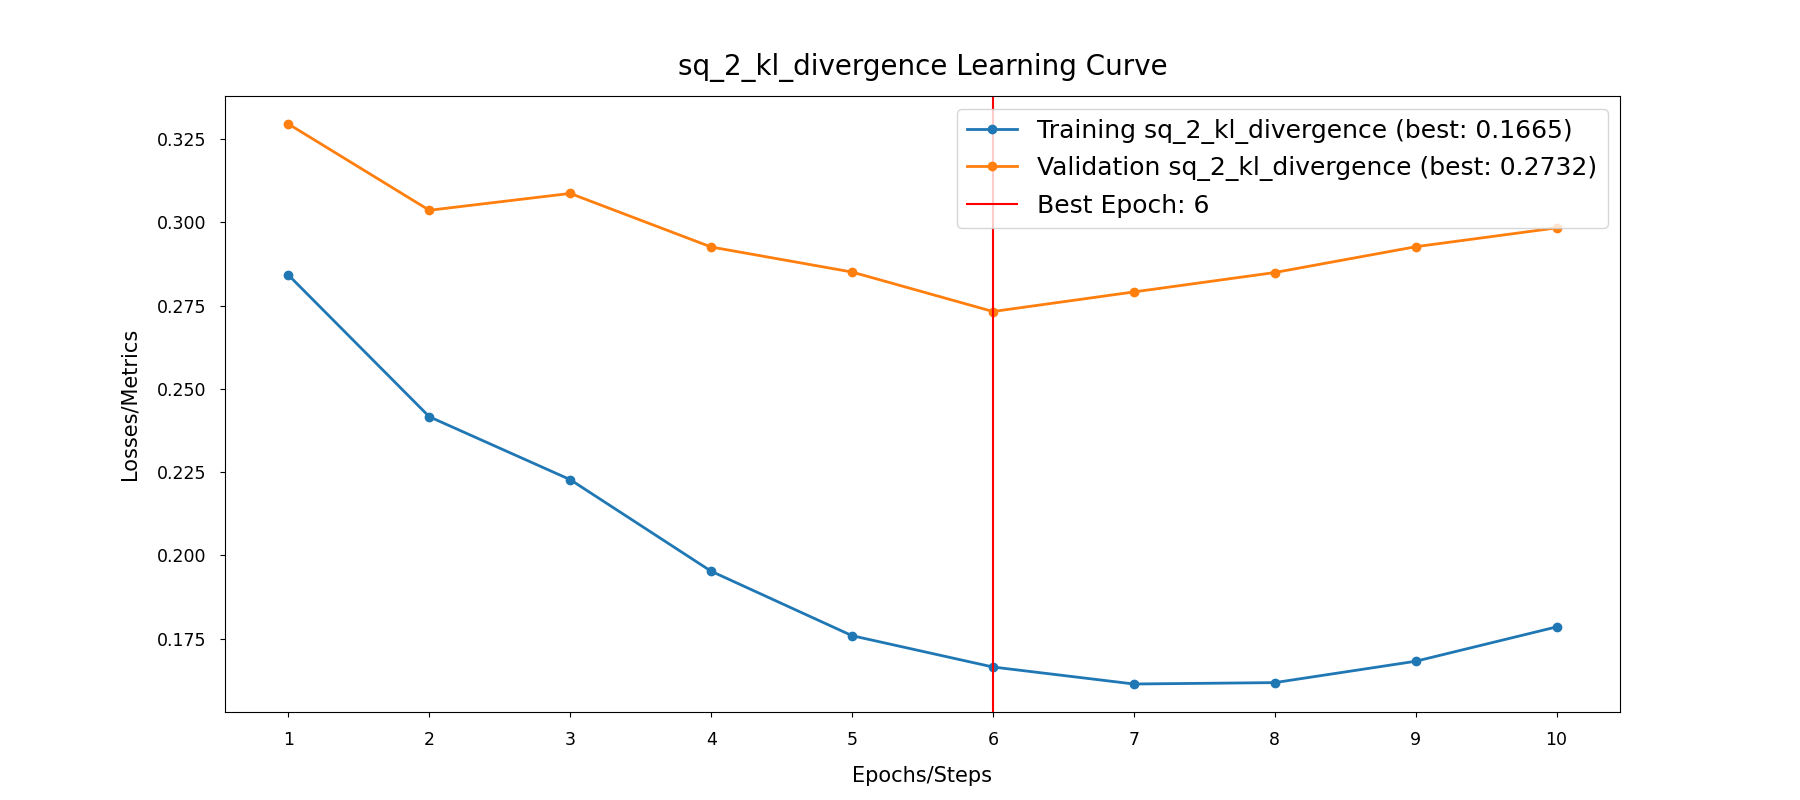 sq_2_kl_divergence Learning Curve
Training sq_2_kl_divergence (best: 0.1665)
Validation sq_2_kl_divergence (best: 0.2732)
Best Epoch: 6
Losses/Metrics
0.325
0.300
0.275
0.250
0.225
0.200
0.175
1 2 3 4 5 6 7 8 9 10
Epochs/Steps